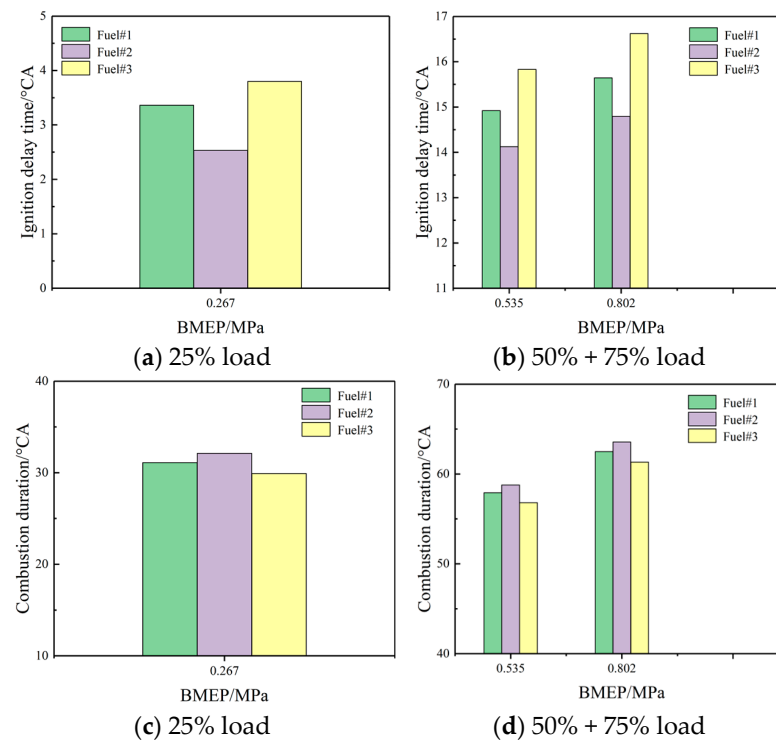 5
4
3
2
1
0
Ignition delay time/°CA
Fuel#1
Fuel#2
Fuel#3
0.267
BMEP/MPa
(a) 25% load
17
16
15
14
13
12
11
Ignition delay time/°CA
Fuel#1
Fuel#2
Fuel#3
0.535 0.802
BMEP/MPa
(b) 50% + 75% load
40
30
20
10
Combustion duration/°CA
Fuel#1
Fuel#2
Fuel#3
0.267
BMEP/MPa
(c) 25% load
70
60
50
40
Combustion duration/°CA
Fuel#1
Fuel#2
Fuel#3
0.535 0.802
BMEP/MPa
(d) 50% + 75% load